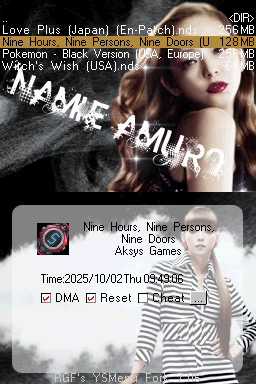 ..	<DIR>
Love Plus (Japan) (En-Patch).nds 256MB
Nine Hours, Nine Persons, Nine Doors (U 128MB
Pokemon - Black Version (USA, Europe) 256MB
Witch's Wish (USA).nds 64MB
NAMIE AMURO
Nine Hours, Nine Persons,
Nine Doors
Aksys Games
Time:2025/10/02Thu 09:49:06
DMA Reset Cheat ...
RGF's YSMenu